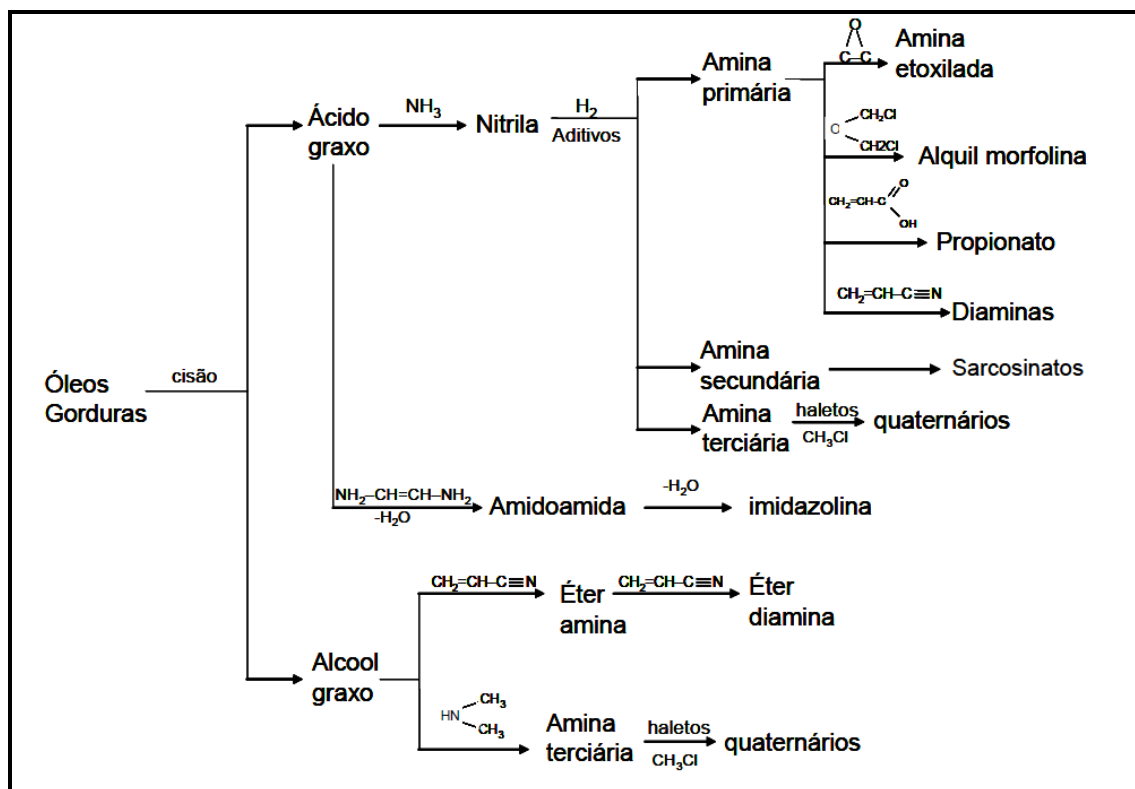 Óleos
Gorduras
cisão
Ácido
graxo
NH₃
Nitrila
H₂
Aditivos
Amina
primária
O
C–C
Amina
etoxilada
CH₂Cl
O
CH2Cl
Alquil morfolina
O
CH₂=CH–C
OH
Propionato
CH₂=CH–C≡N
Diaminas
Amina
secundária
Sarcosinatos
Amina
terciária
haletos
CH₃Cl
quaternários
NH₂–CH=CH–NH₂
-H₂O
Amidoamida
-H₂O
imidazolina
Alcool
graxo
CH₂=CH–C≡N
Éter
amina
CH₂=CH–C≡N
Éter
diamina
CH₃
HN
CH₃
Amina
terciária
haletos
CH₃Cl
quaternários